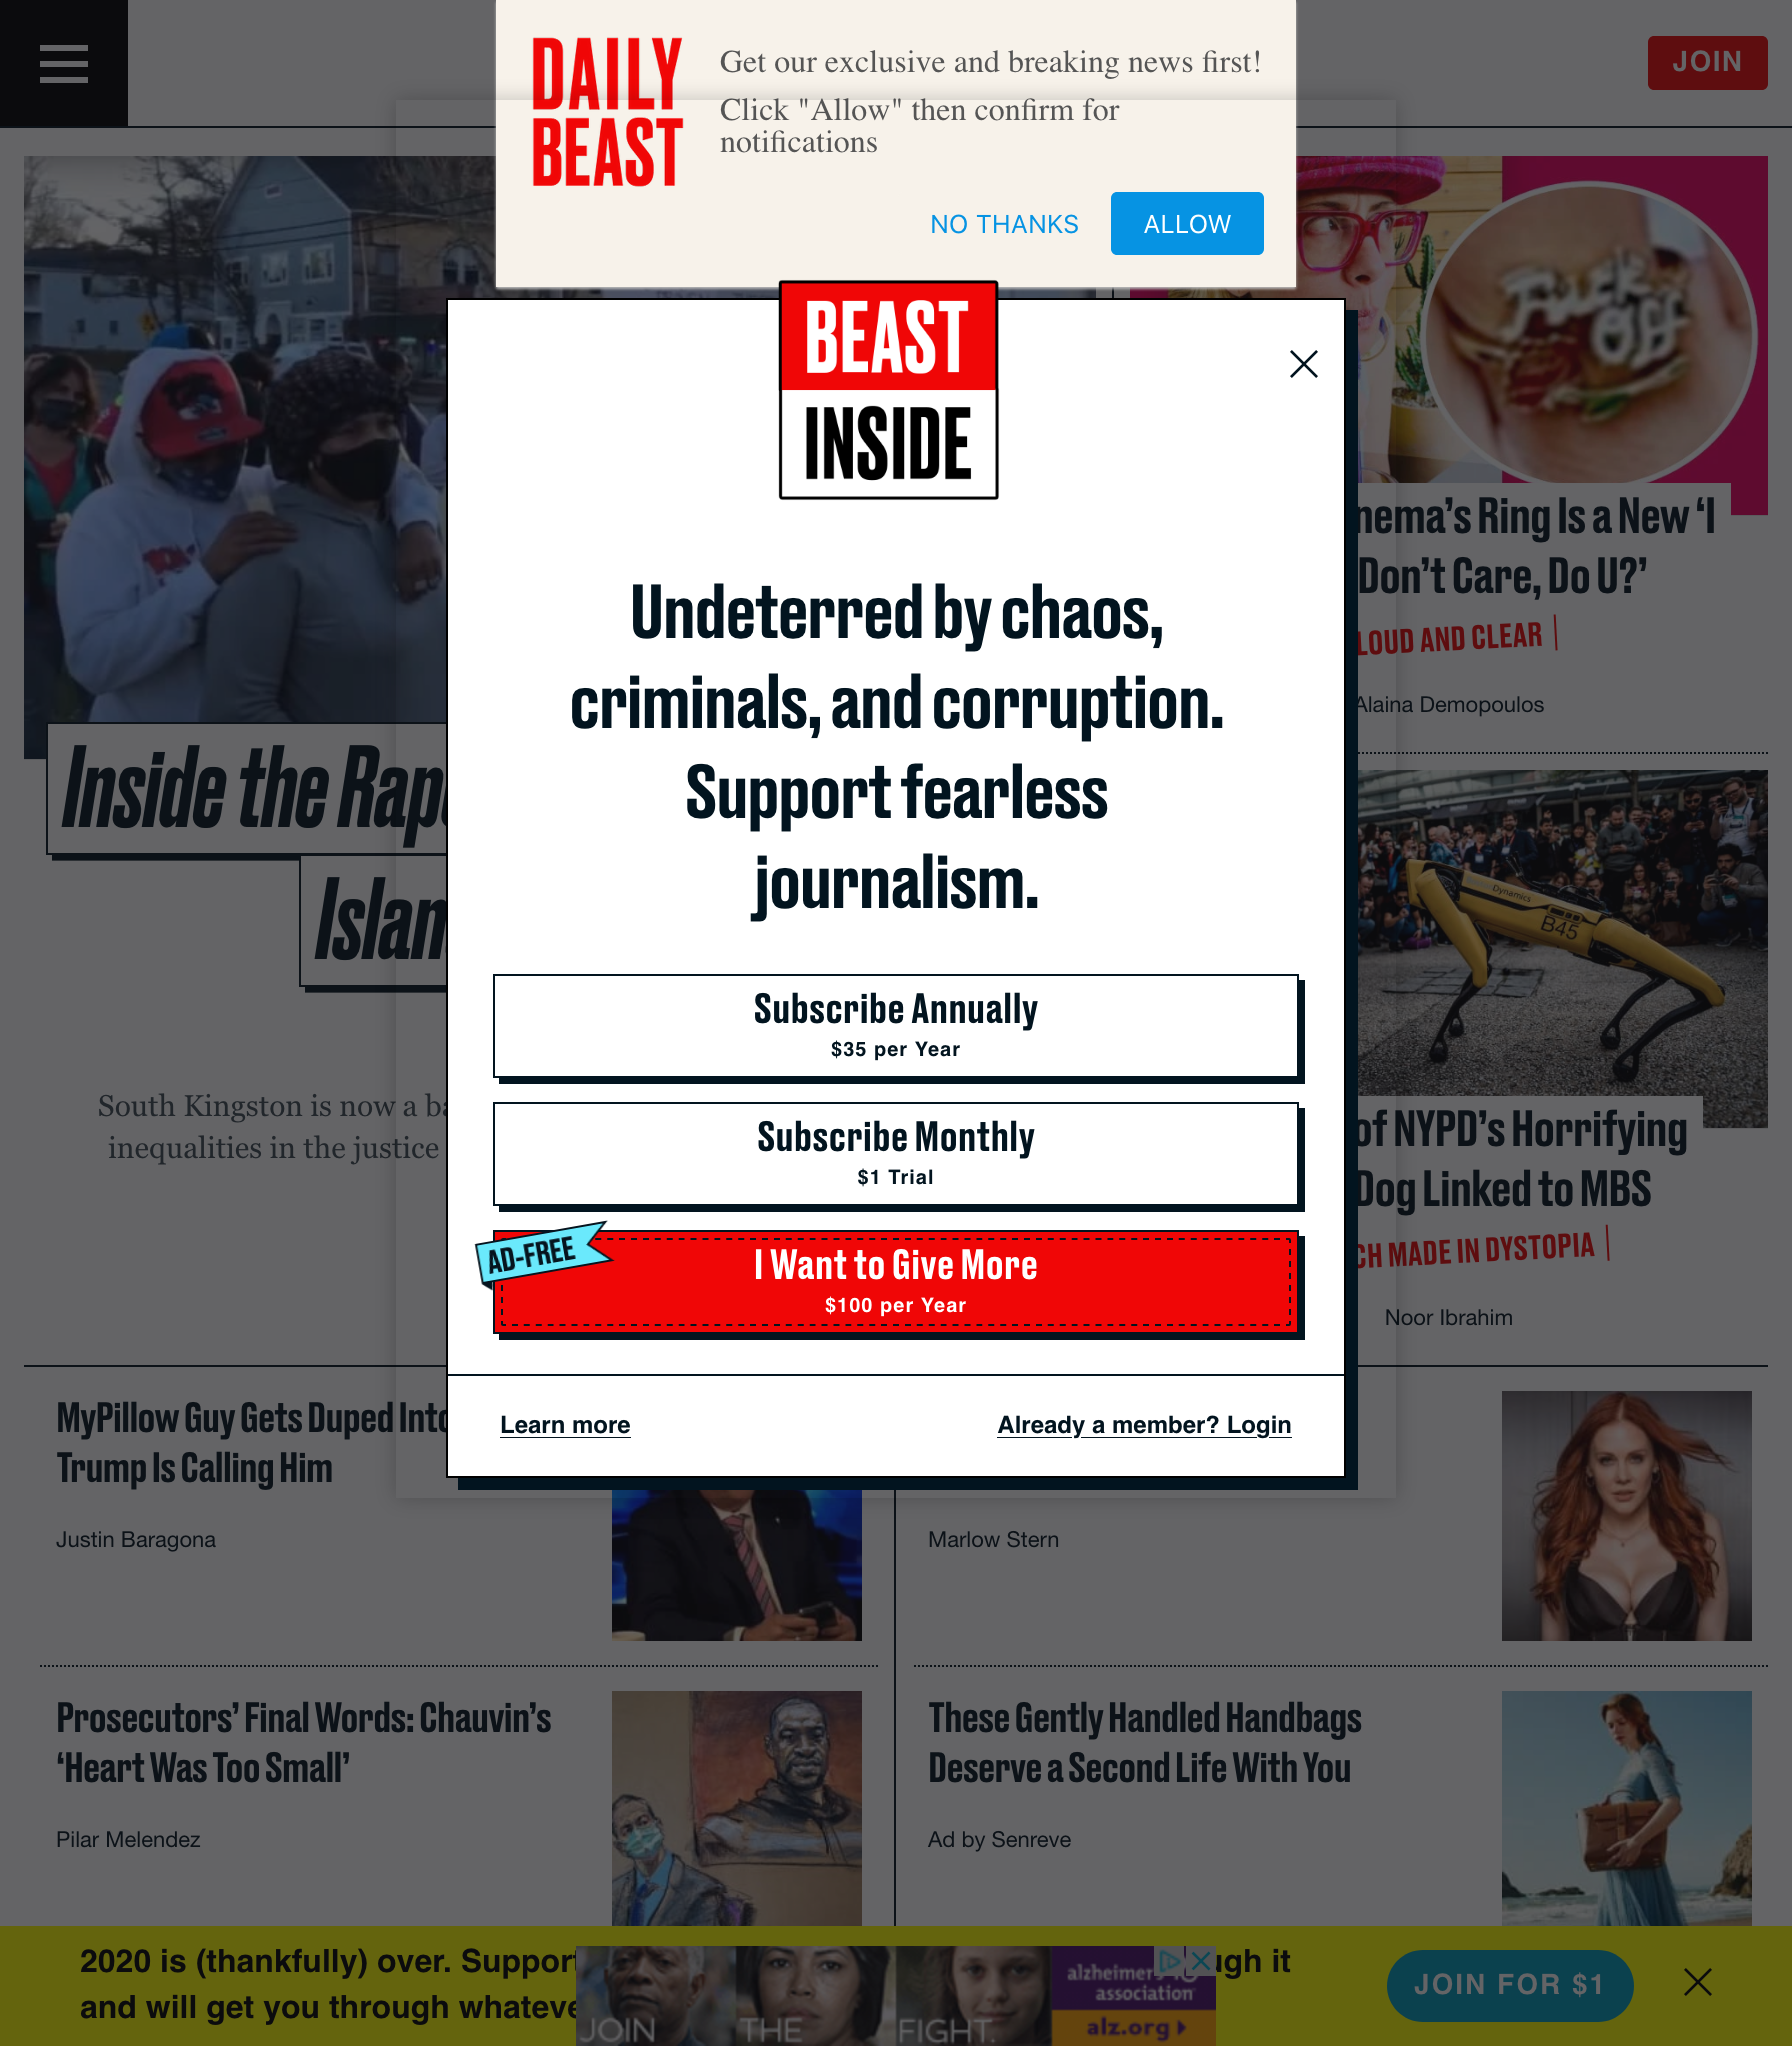 DAILY
BEAST
Get our exclusive and breaking news first!
Click "Allow" then confirm for
notifications
NO THANKS
ALLOW
JOIN
BEAST
INSIDE
Undeterred by chaos,
criminals, and corruption.
Support fearless
journalism.
Subscribe Annually
$35 per Year
Subscribe Monthly
$1 Trial
AD-FREE
I Want to Give More
$100 per Year
Learn more
Already a member? Login
Inside the
South Kingston is now a
inequalities in the justice
Fuck
Off
Ring Is a New ‘I
Don’t Care, Do U?’
LOUD AND CLEAR
Alaina Demopoulos
Dynamics
B45
of NYPD’s Horrifying
Dog Linked to MBS
MADE IN DYSTOPIA
Noor Ibrahim
MyPillow Guy Gets Duped Into
Trump Is Calling Him
Justin Baragona
Marlow Stern
Prosecutors’ Final Words: Chauvin’s
‘Heart Was Too Small’
Pilar Melendez
These Gently Handled Handbags
Deserve a Second Life With You
Ad by Senreve
2020 is (thankfully) over. Support
it
and will get you through
JOIN THE FIGHT.
association
alz.org
JOIN FOR $1